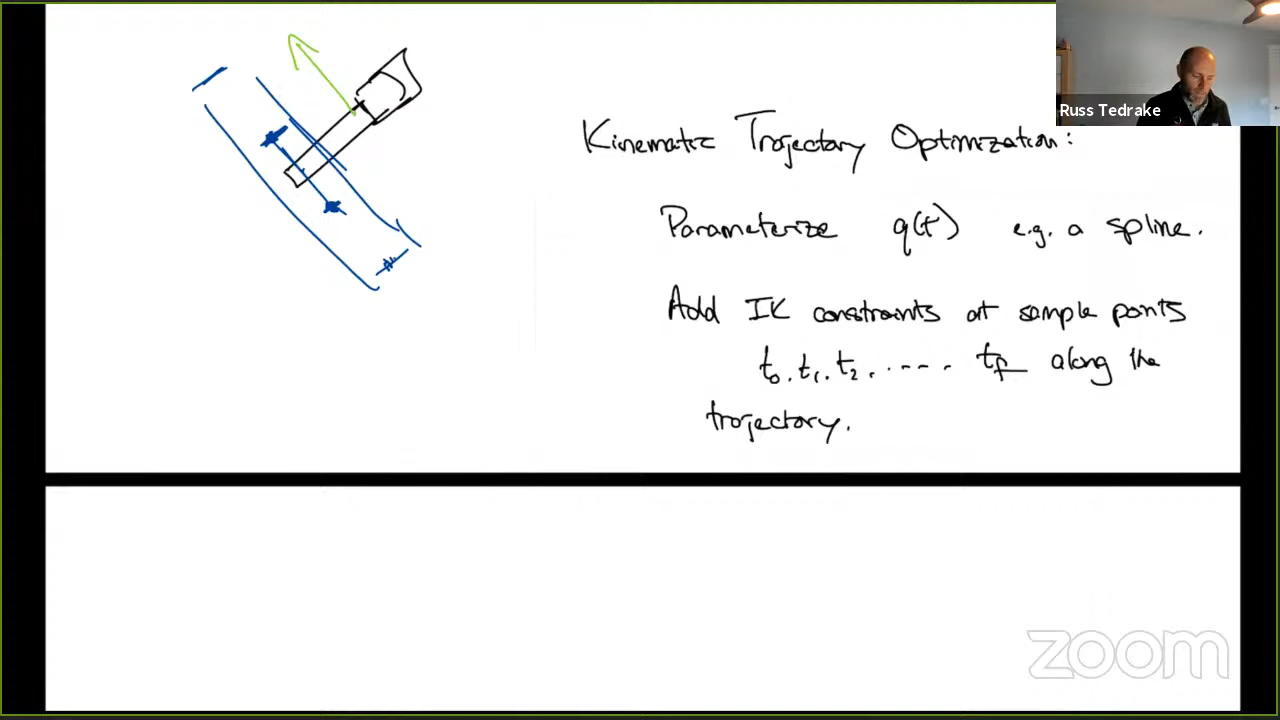 Russ Tedrake
Kinematic Trajectory Optimization:
Parameterize q(t) e.g. a spline.
Add IK constraints at sample points
t₀, t₁, t₂, ..... t_f along the
trajectory.
zoom